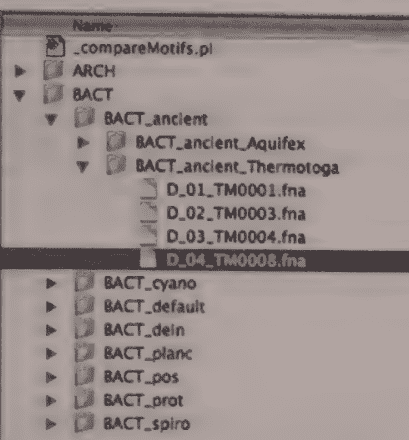 Name
_compareMotifs.pl
ARCH
BACT
BACT_ancient
BACT_ancient_Aquifex
BACT_ancient_Thermotoga
D_01_TM0001.fna
D_02_TM0003.fna
D_03_TM0004.fna
D_04_TM0008.fna
BACT_cyano
BACT_default
BACT_dein
BACT_planc
BACT_pos
BACT_prot
BACT_spiro